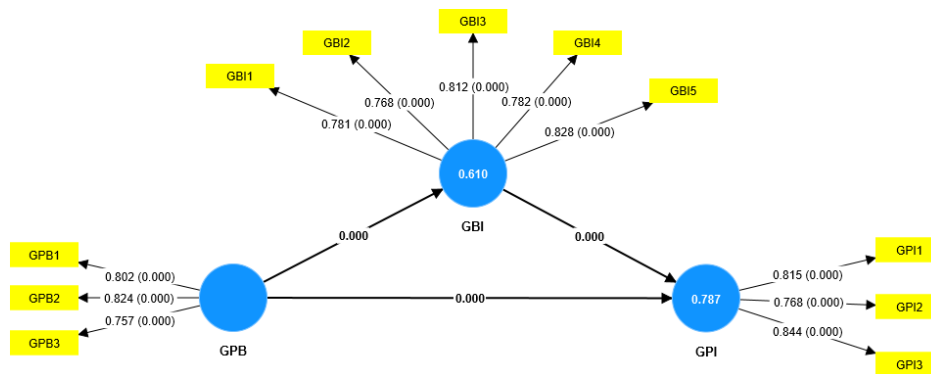 GBI3
GBI2
GBI4
GBI1
GBI5
0.812 (0.000)
0.768 (0.000)
0.782 (0.000)
0.781 (0.000)
0.828 (0.000)
0.610
GBI
0.000
0.000
GPB1
GPB2
GPB3
0.802 (0.000)
0.824 (0.000)
0.757 (0.000)
GPB
0.000
0.787
GPI
0.815 (0.000)
0.768 (0.000)
0.844 (0.000)
GPI1
GPI2
GPI3